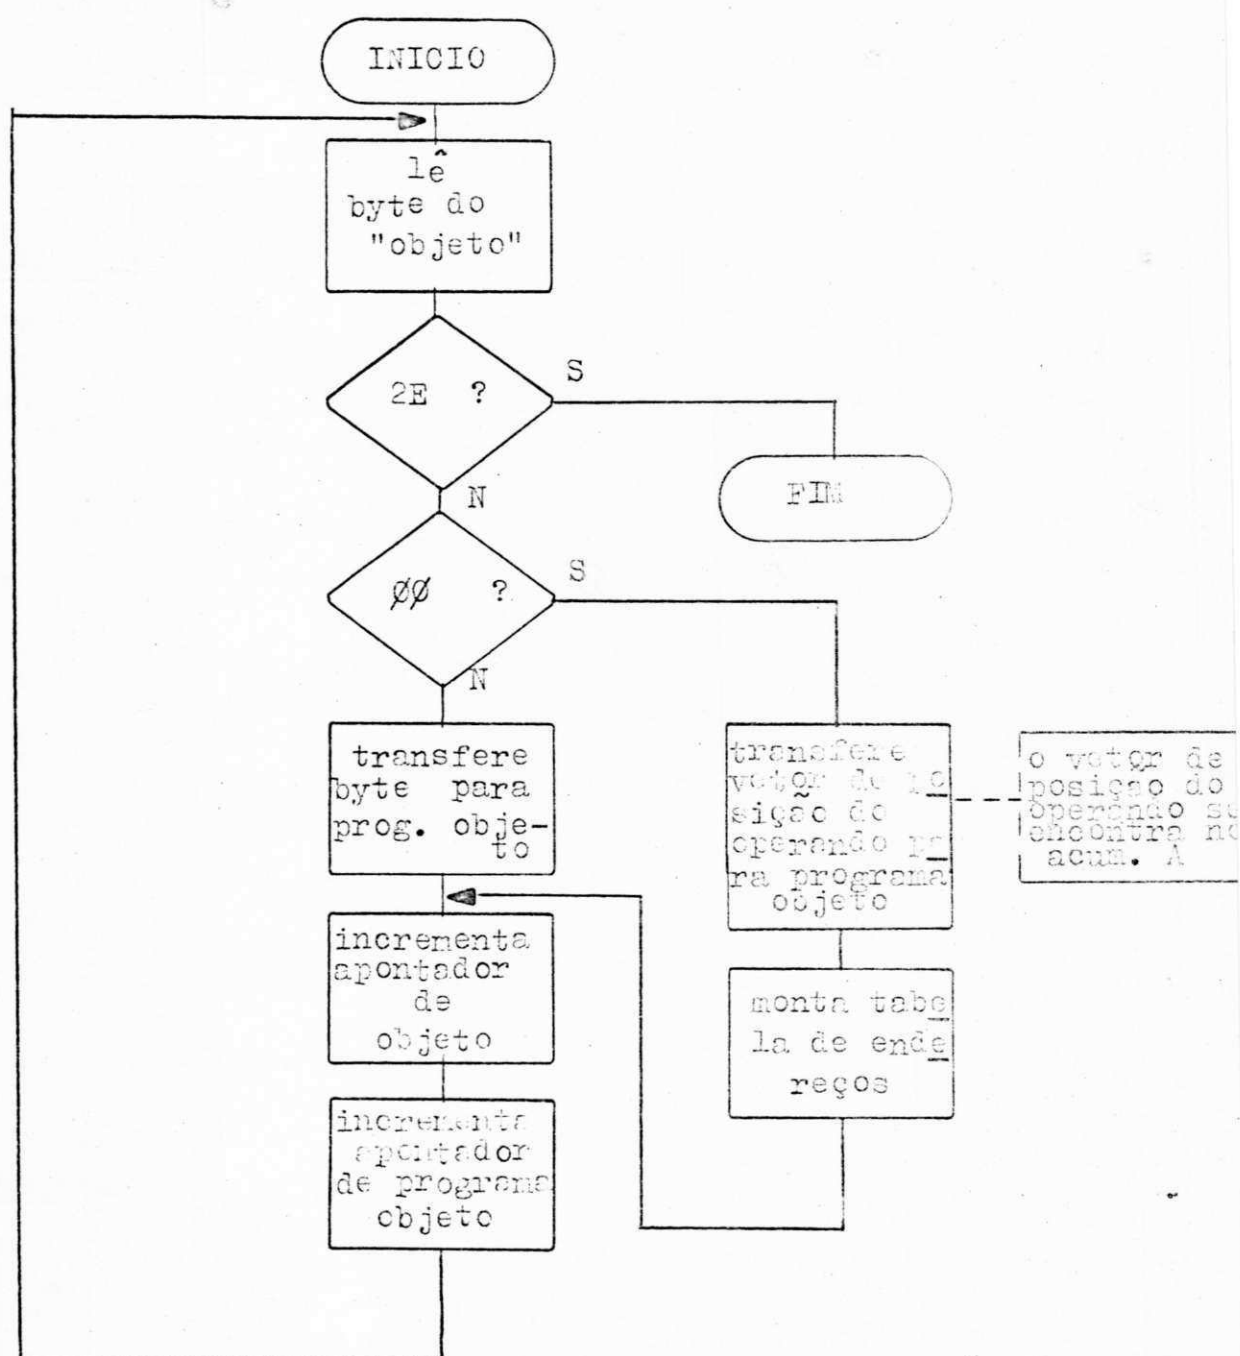 INICIO
lê
byte do
"objeto"
2E ?
S
FIM
N
ØØ ?
S
N
transfere
byte para
prog. obje-
to
transfere
vetor de po
sição do
operando pa
ra programa
objeto
o vetor de
posição do
operando se
encontra no
acum. A
incrementa
apontador
de
objeto
monta tabe
la de ende
reços
incrementa
apontador
de programa
objeto